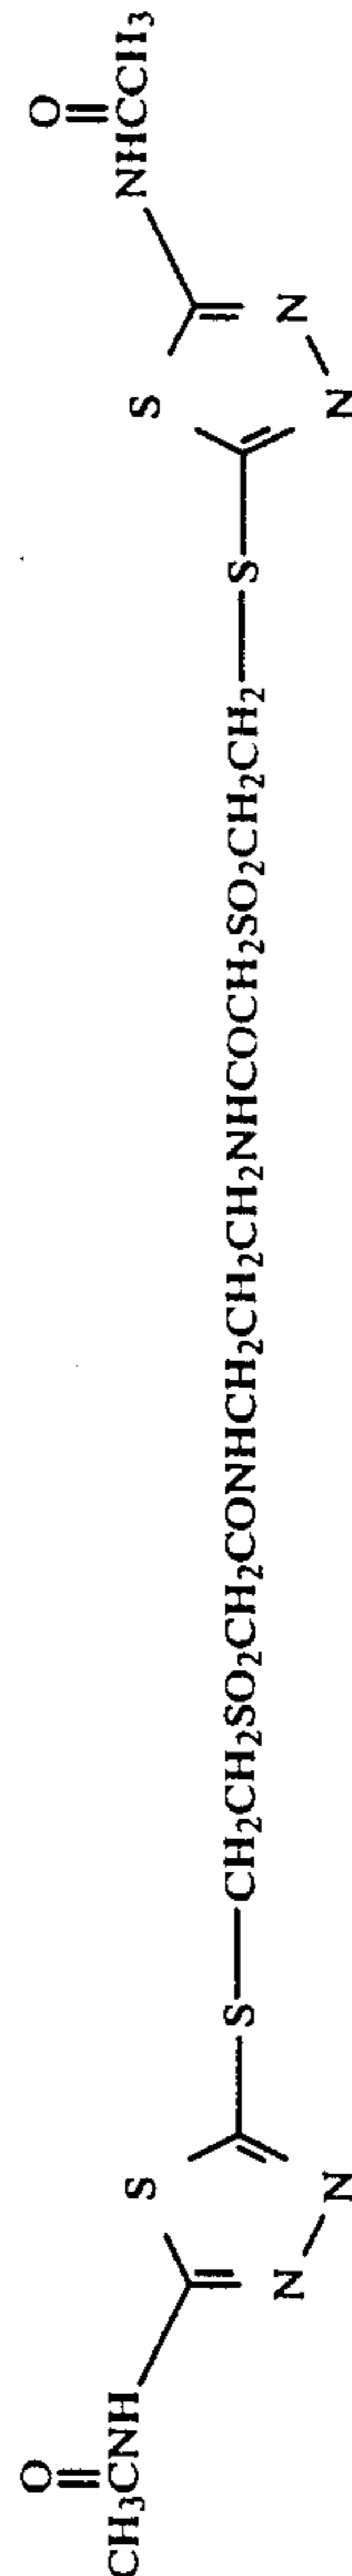 O O
CH₃CNH NHCCH₃
S S
S CH₂CH₂SO₂CH₂CONHCH₂CH₂CH₂NHCOCH₂SO₂CH₂CH₂ S
N N N N